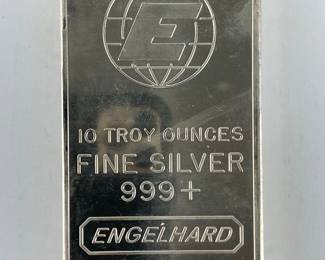 E
10 TROY OUNCES
FINE SILVER
999+
ENGELHARD